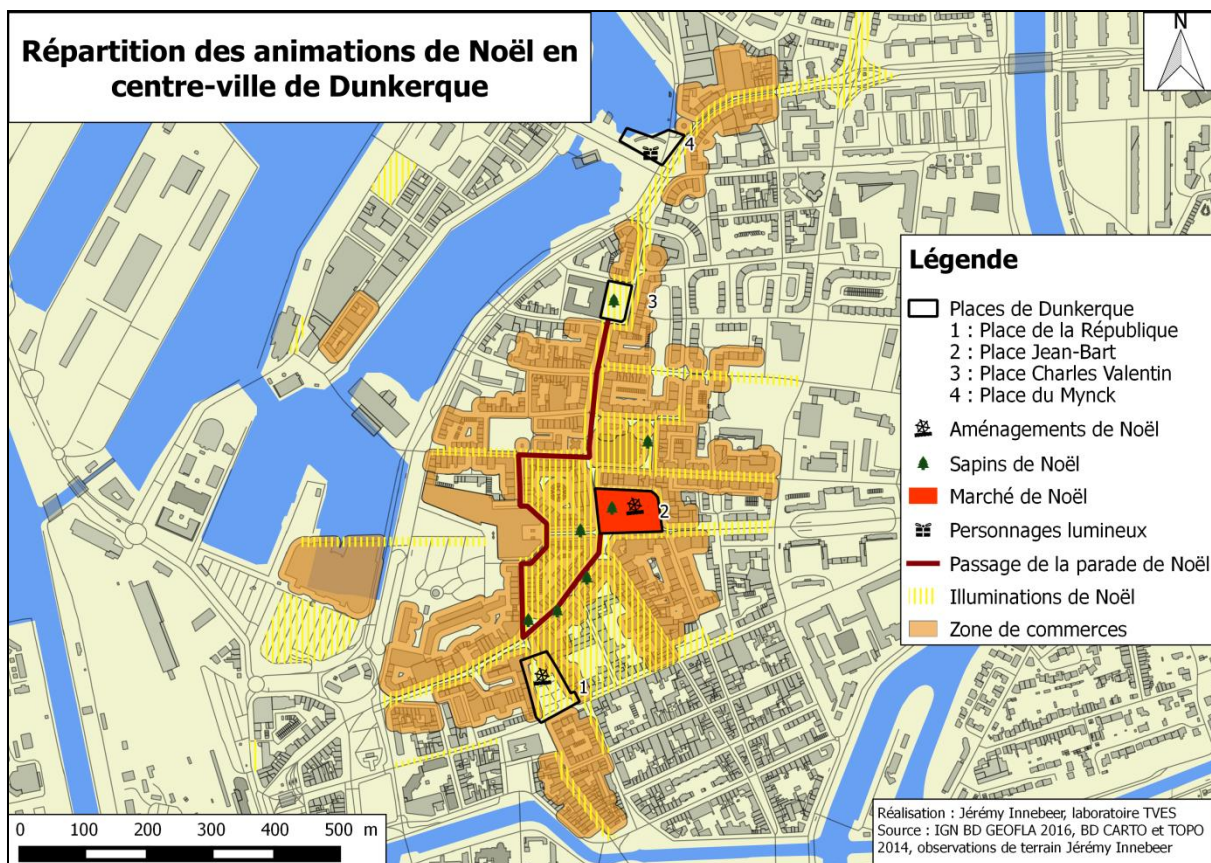 Répartition des animations de Noël en
centre-ville de Dunkerque
N
4
3
2
1
Légende
Places de Dunkerque
1 : Place de la République
2 : Place Jean-Bart
3 : Place Charles Valentin
4 : Place du Mynck
Aménagements de Noël
Sapins de Noël
Marché de Noël
Personnages lumineux
Passage de la parade de Noël
Illuminations de Noël
Zone de commerces
0 100 200 300 400 500 m
Réalisation : Jérémy Innebeer, laboratoire TVES
Source : IGN BD GEOFLA 2016, BD CARTO et TOPO
2014, observations de terrain Jérémy Innebeer